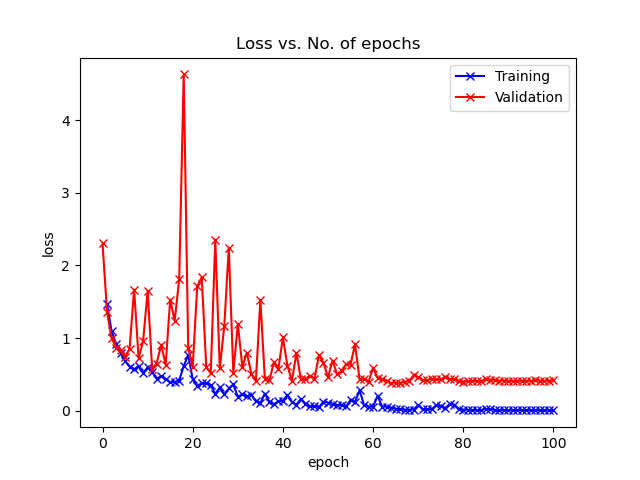 Loss vs. No. of epochs
Training
Validation
loss
4
3
2
1
0
0 20 40 60 80 100
epoch